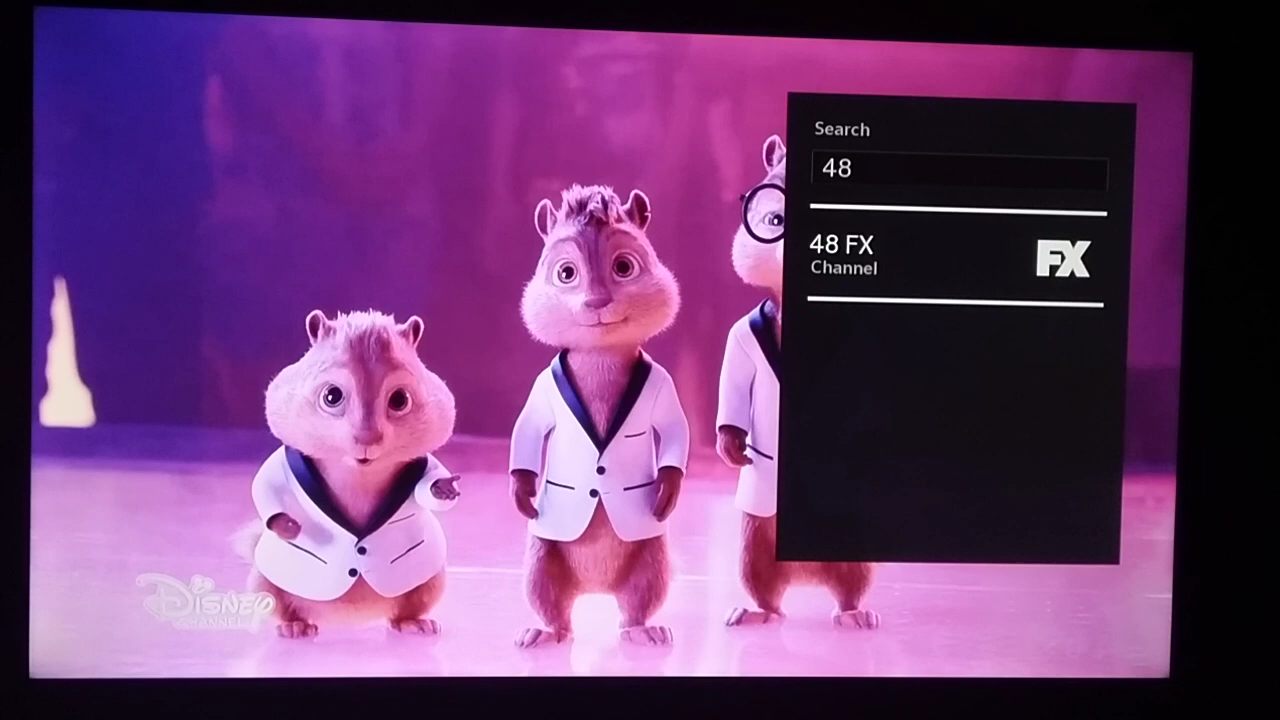 Search
48
48 FX
Channel
FX
Disney
CHANNEL